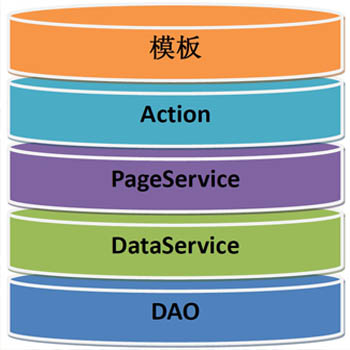 模板
Action
PageService
DataService
DAO